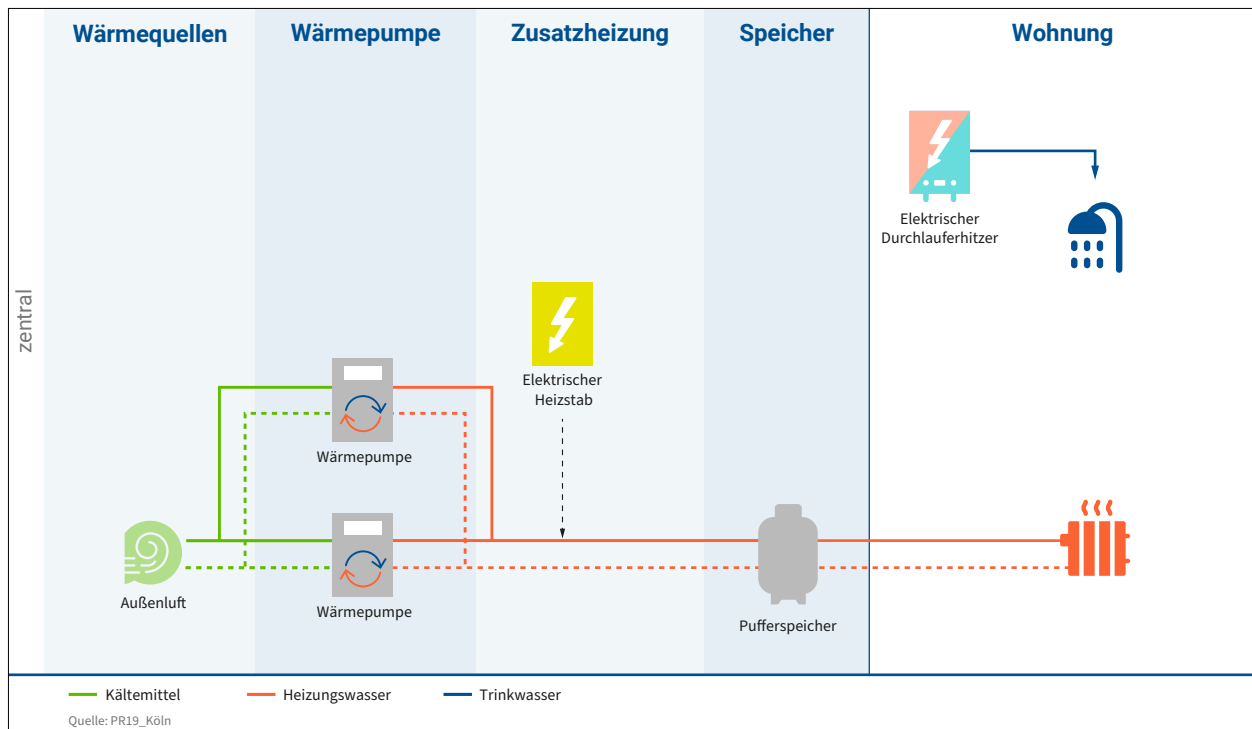 Wärmequellen
Wärmepumpe
Zusatzheizung
Speicher
Wohnung
zentral
Elektrischer
Durchlauferhitzer
Elektrischer
Heizstab
Wärmepumpe
Außenluft
Wärmepumpe
Pufferspeicher
Kältemittel
Heizungswasser
Trinkwasser
Quelle: PR19_Köln